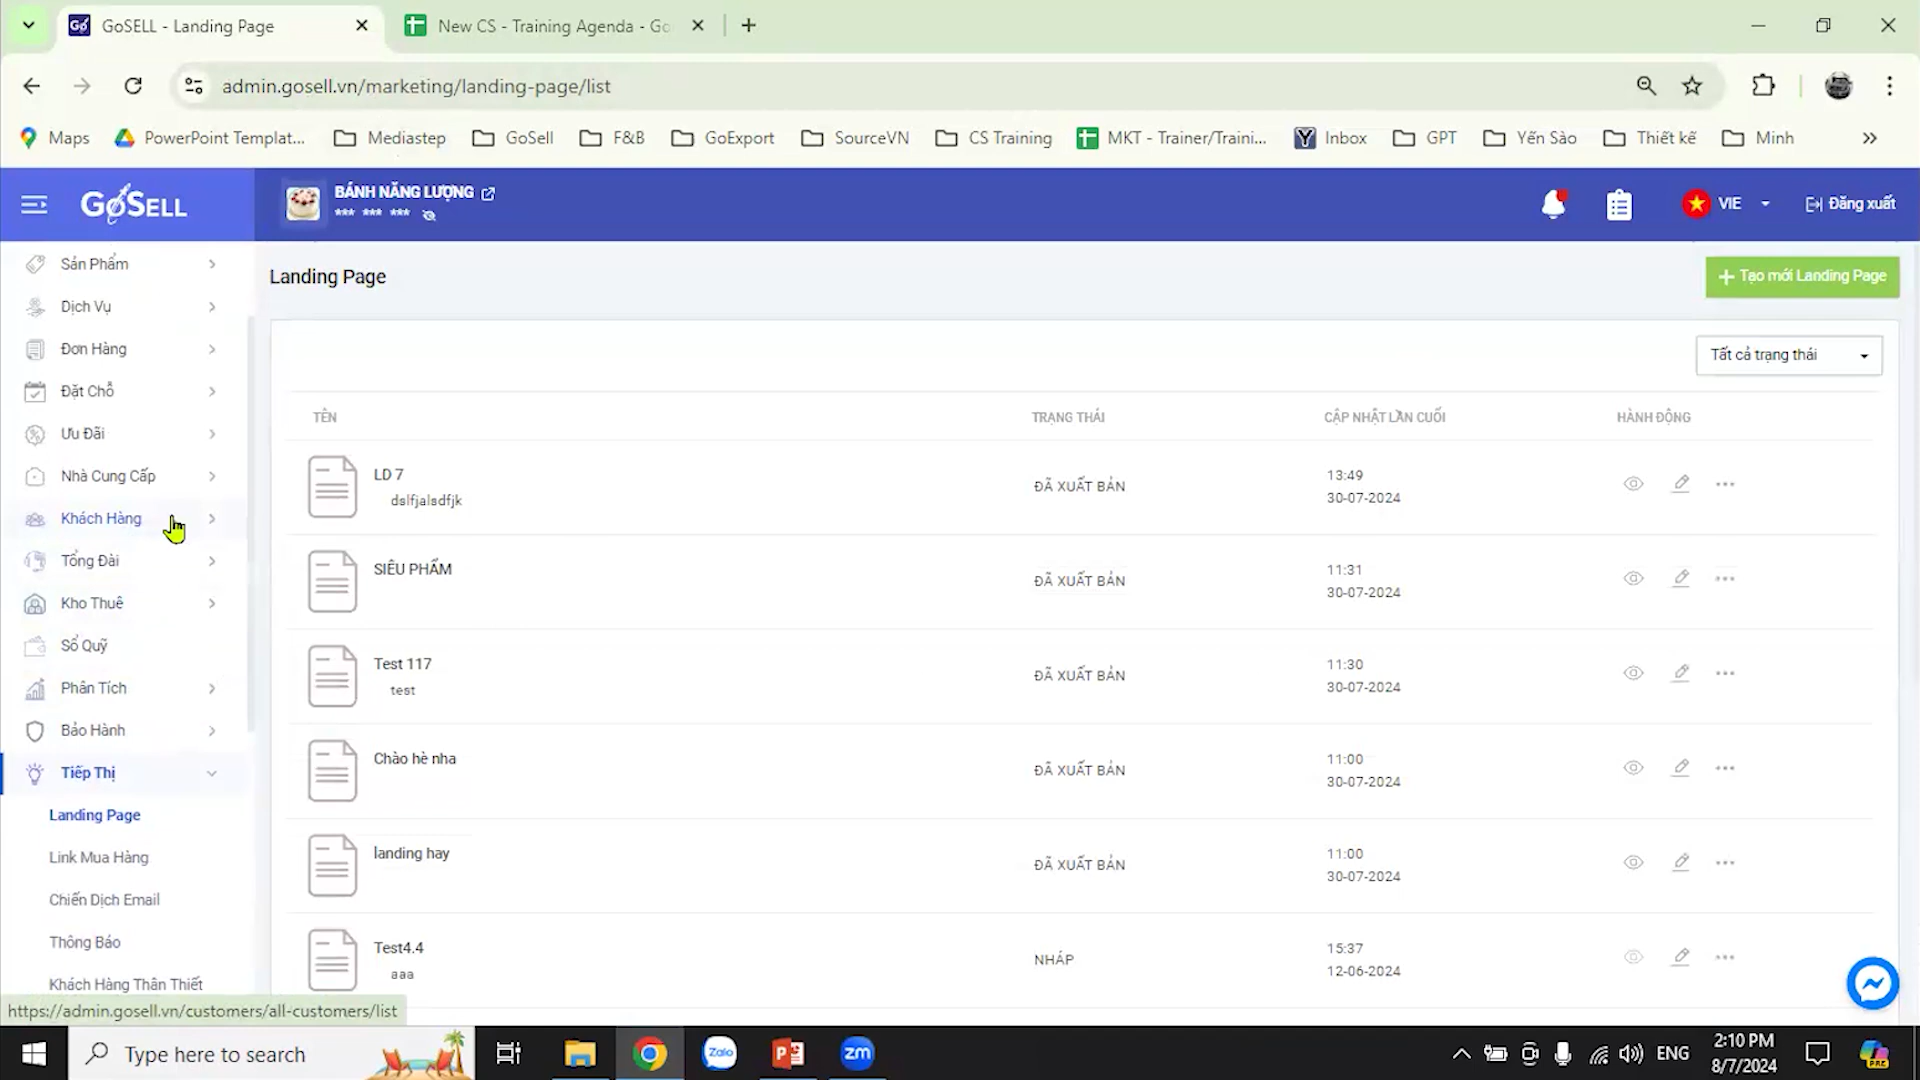 GoSELL - Landing Page
New CS - Training Agenda - Go
admin.gosell.vn/marketing/landing-page/list
Maps
PowerPoint Templat...
Mediastep
GoSell
F&B
GoExport
SourceVN
CS Training
MKT - Trainer/Traini...
Inbox
GPT
Yến Sào
Thiết kế
Minh
GoSELL
BÁNH NĂNG LƯỢNG
*** *** ***
VIE
Đăng xuất
Sản Phẩm
Dịch Vụ
Đơn Hàng
Đặt Chỗ
Ưu Đãi
Nhà Cung Cấp
Khách Hàng
Tổng Đài
Kho Thuê
Sổ Quỹ
Phân Tích
Bảo Hành
Tiếp Thị
Landing Page
Link Mua Hàng
Chiến Dịch Email
Thông Báo
Khách Hàng Thân Thiết
Landing Page
+ Tạo mới Landing Page
Tất cả trạng thái
TÊN
TRẠNG THÁI
CẬP NHẬT LẦN CUỐI
HÀNH ĐỘNG
LD 7
dslfjalsdfjk
ĐÃ XUẤT BẢN
13:49
30-07-2024
SIÊU PHẨM
ĐÃ XUẤT BẢN
11:31
30-07-2024
Test 117
test
ĐÃ XUẤT BẢN
11:30
30-07-2024
Chào hè nha
ĐÃ XUẤT BẢN
11:00
30-07-2024
landing hay
ĐÃ XUẤT BẢN
11:00
30-07-2024
Test4.4
aaa
NHÁP
15:37
12-06-2024
https://admin.gosell.vn/customers/all-customers/list
Type here to search
Zalo
zm
ENG
2:10 PM
8/7/2024
PRE